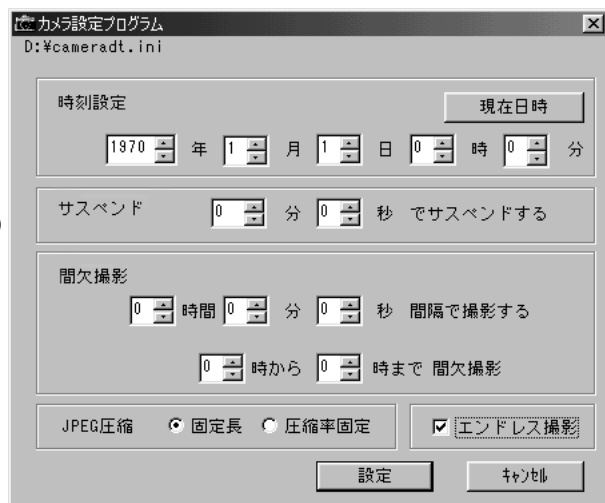 カメラ設定プログラム
D:¥cameradt.ini
時刻設定 現在日時
1970 年 1 月 1 日 0 時 0 分
サスペンド 0 分 0 秒 でサスペンドする
間欠撮影
0 時間 0 分 0 秒 間隔で撮影する
0 時から 0 時まで 間欠撮影
JPEG圧縮 固定長 圧縮率固定 エンドレス撮影
設定 ｷｬﾝｾﾙ